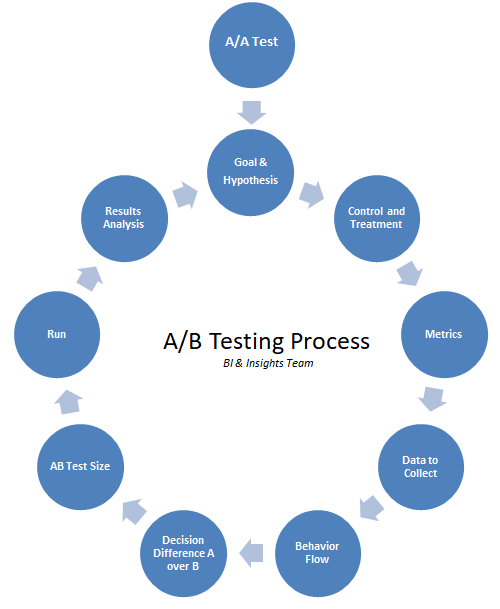 A/A Test
Goal &
Hypothesis
Control and
Treatment
Metrics
Data to
Collect
Behavior
Flow
Decision
Difference A
over B
AB Test Size
Run
Results
Analysis
A/B Testing Process
BI & Insights Team